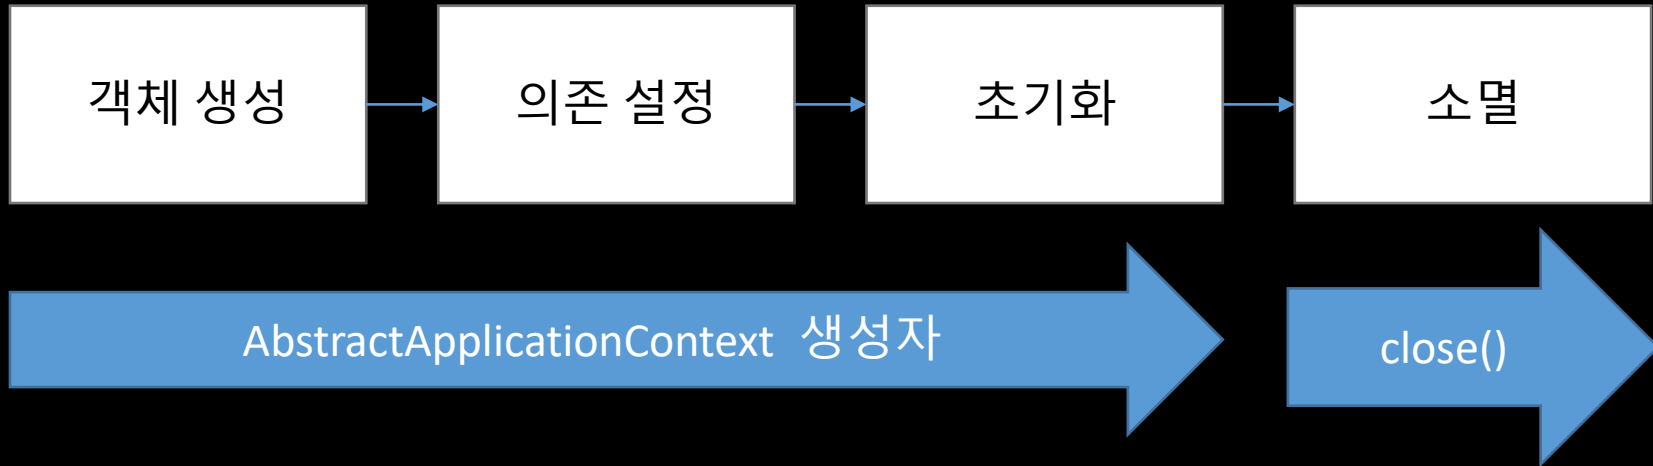 객체 생성
의존 설정
초기화
소멸
AbstractApplicationContext 생성자
close()